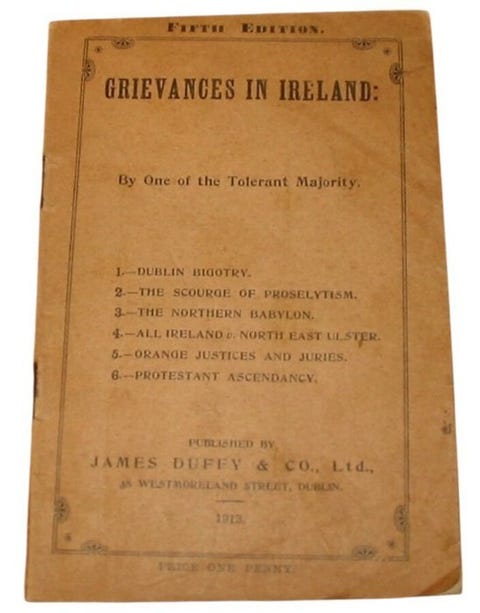 FIFTH EDITION.
GRIEVANCES IN IRELAND:
By One of the Tolerant Majority.
1.—DUBLIN BIGOTRY.
2.—THE SCOURGE OF PROSELYTISM.
3.—THE NORTHERN BABYLON.
4.—ALL IRELAND v. NORTH EAST ULSTER.
5.—ORANGE JUSTICES AND JURIES.
6.—PROTESTANT ASCENDANCY.
PUBLISHED BY
JAMES DUFFY & CO., Ltd.,
38 WESTMORELAND STREET, DUBLIN.
1913.
PRICE ONE PENNY.